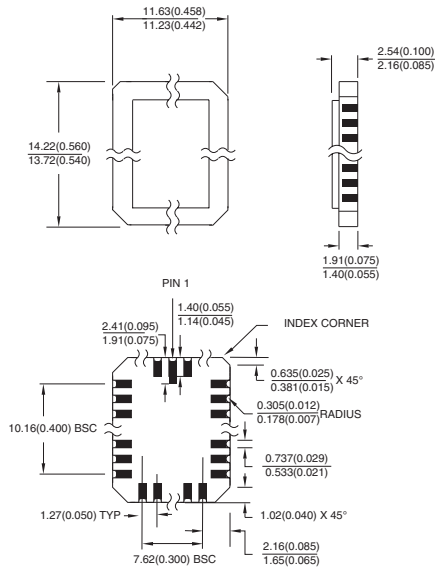 11.63(0.458)
11.23(0.442)
2.54(0.100)
2.16(0.085)
14.22(0.560)
13.72(0.540)
1.91(0.075)
1.40(0.055)
PIN 1
1.40(0.055)
1.14(0.045)
2.41(0.095)
1.91(0.075)
INDEX CORNER
0.635(0.025)
0.381(0.015)
X 45°
0.305(0.012)
0.178(0.007)
RADIUS
10.16(0.400) BSC
0.737(0.029)
0.533(0.021)
1.27(0.050) TYP
1.02(0.040) X 45°
7.62(0.300) BSC
2.16(0.085)
1.65(0.065)